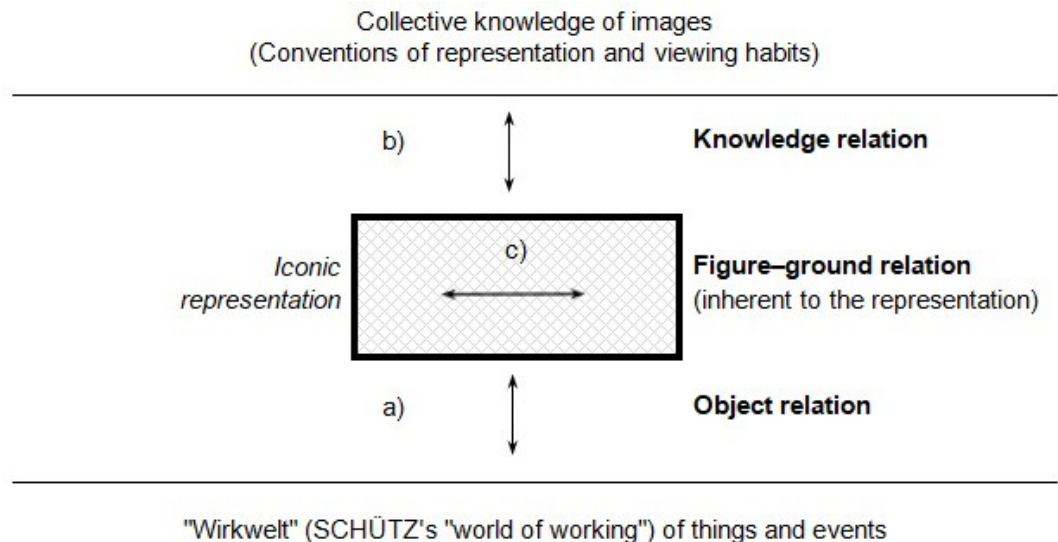 Collective knowledge of images
(Conventions of representation and viewing habits)
b)
Knowledge relation
c)
Iconic
representation
Figure–ground relation
(inherent to the representation)
a)
Object relation
"Wirkwelt" (SCHÜTZ's "world of working") of things and events